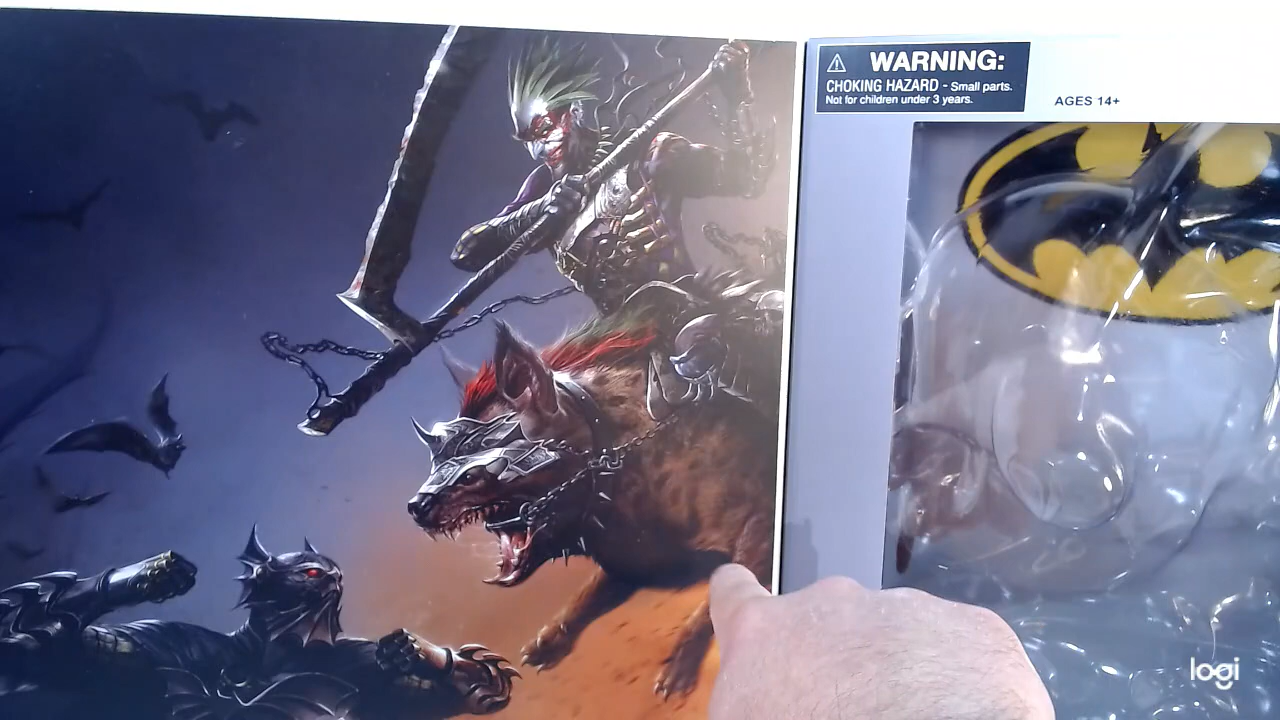 WARNING:
CHOKING HAZARD - Small parts.
Not for children under 3 years.
AGES 14+
logi